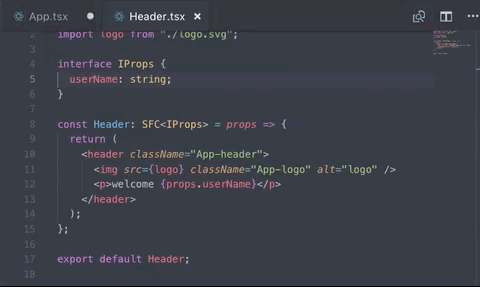 App.tsx
Header.tsx
2 import logo from "./logo.svg";
3
4 interface IProps {
5   userName: string;
6 }
7
8 const Header: SFC<IProps> = props => {
9   return (
10     <header className="App-header">
11       <img src={logo} className="App-logo" alt="logo" />
12       <p>welcome {props.userName}</p>
13     </header>
14   );
15 };
16
17 export default Header;
18